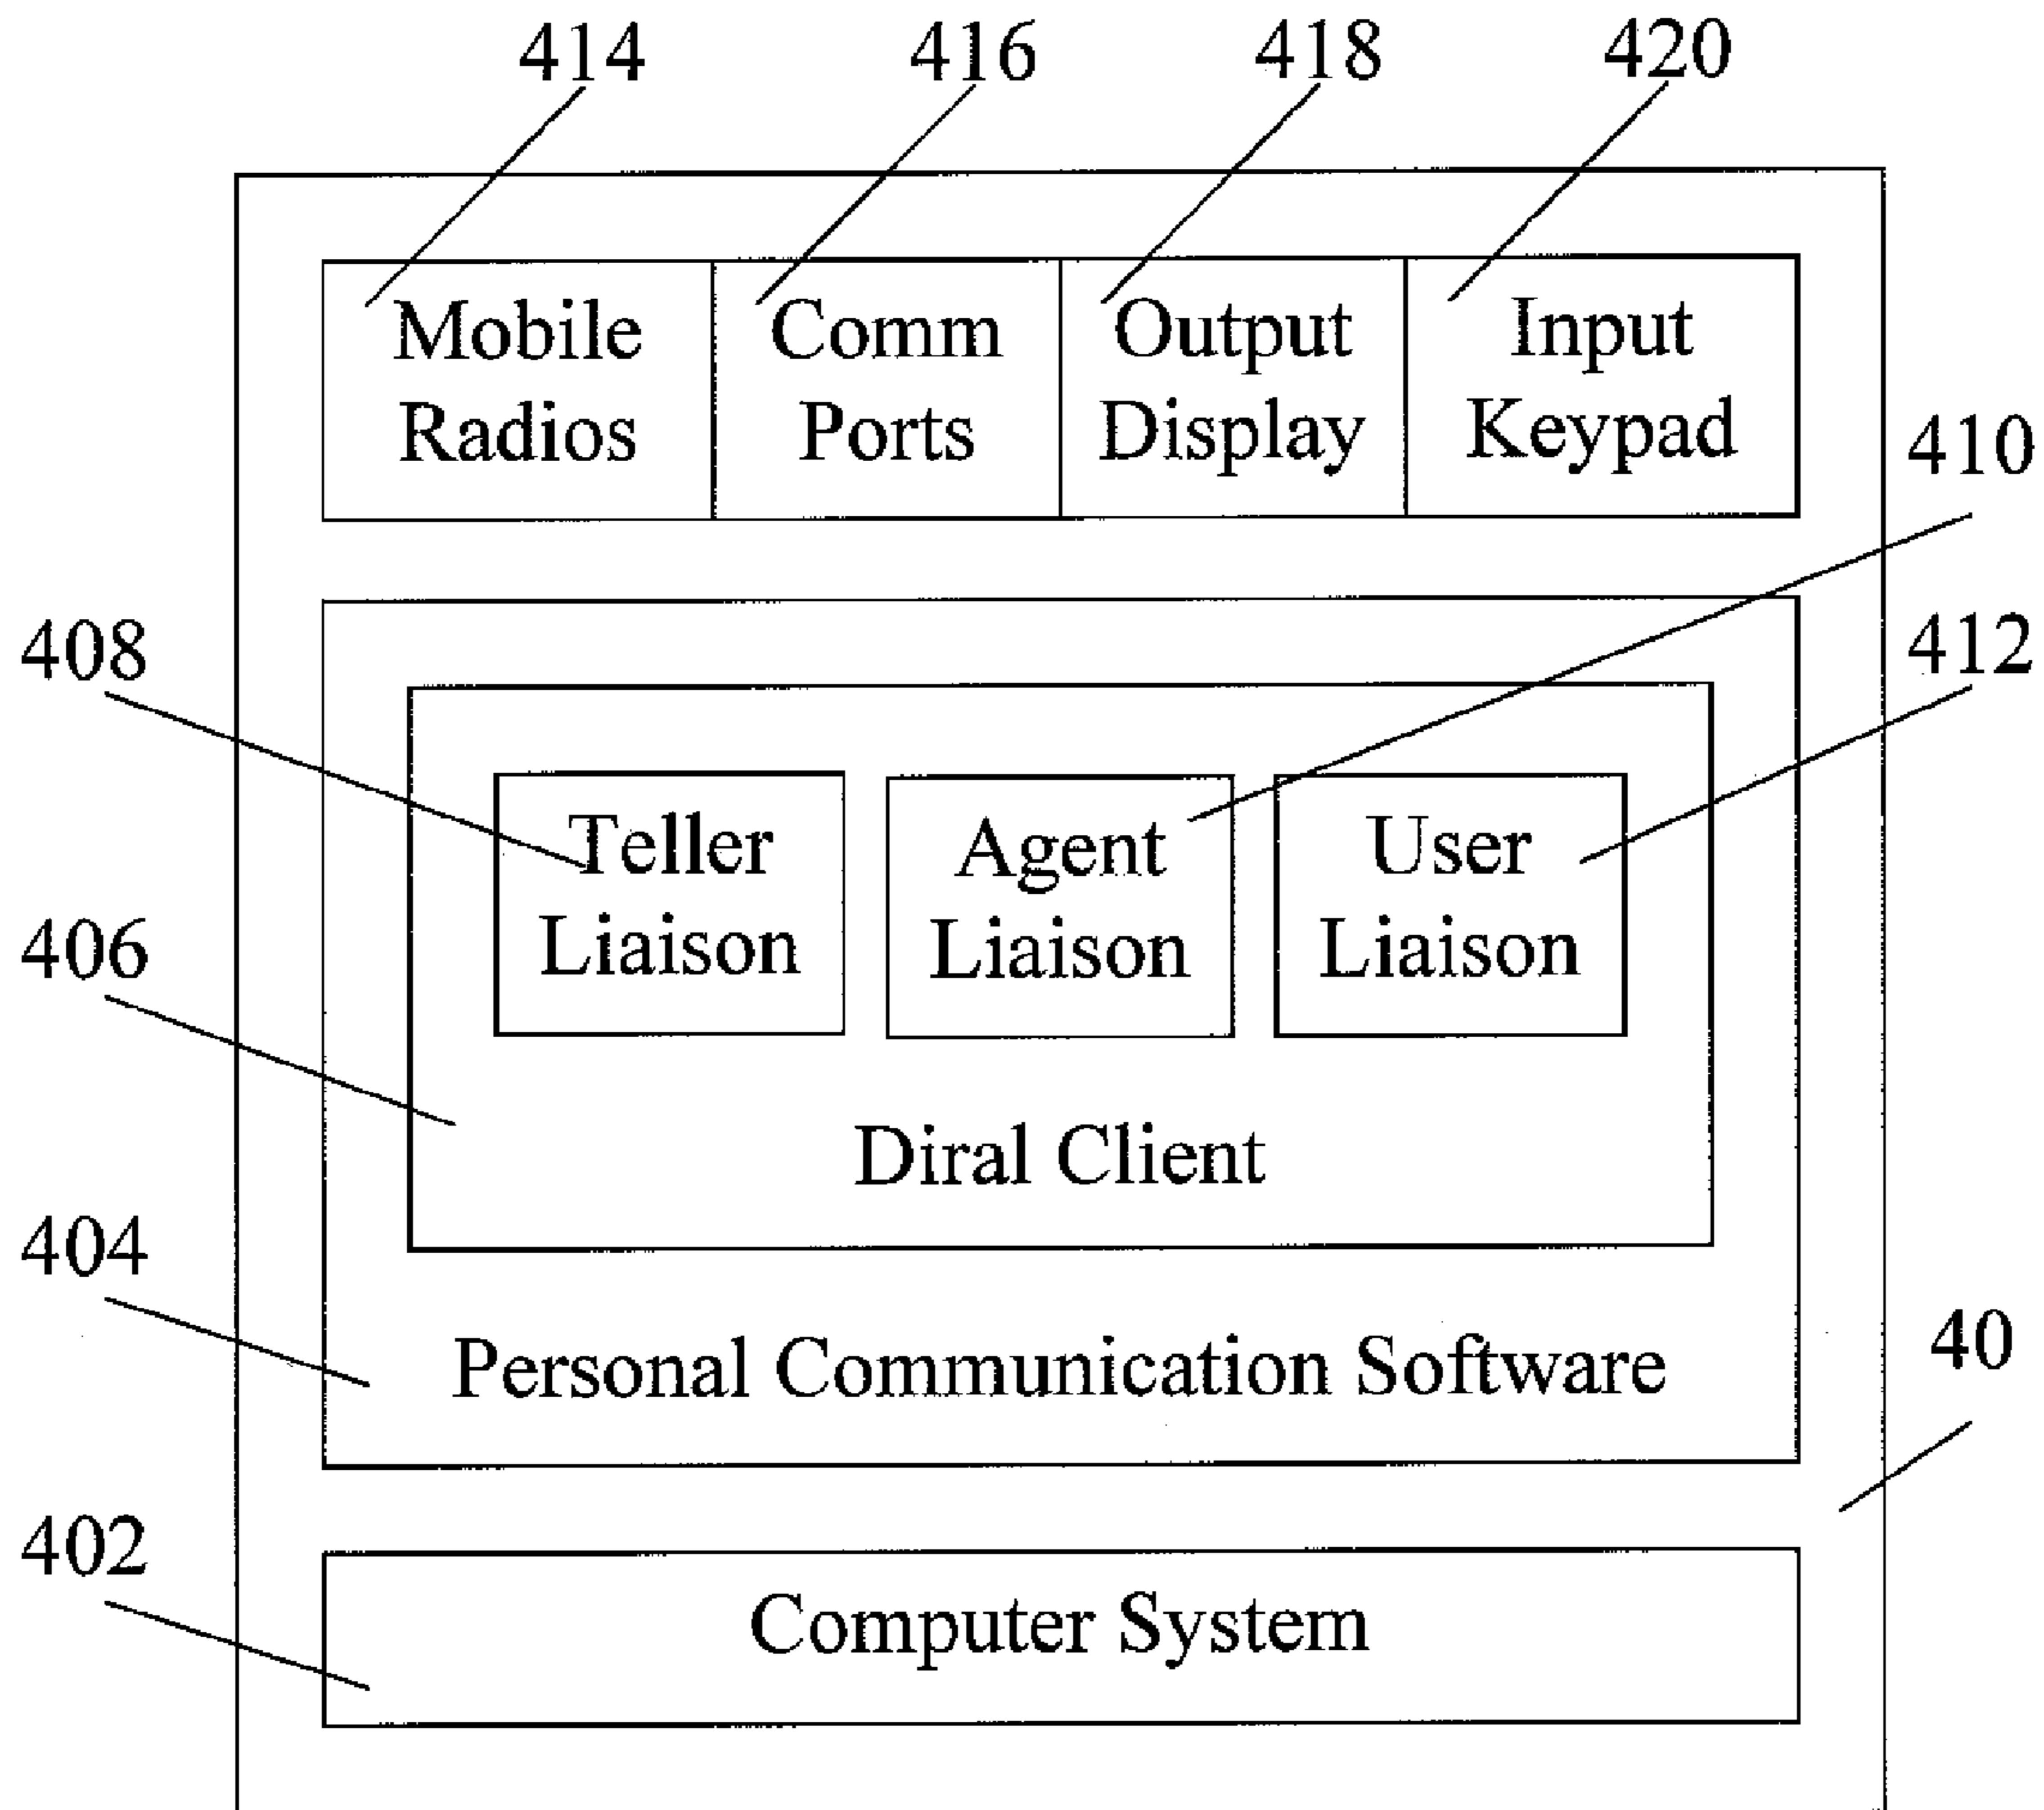 414 416 418 420
Mobile Comm Output Input
Radios Ports Display Keypad
410
408
412
Teller Agent User
Liaison Liaison Liaison
406
Diral Client
404
Personal Communication Software
40
402
Computer System